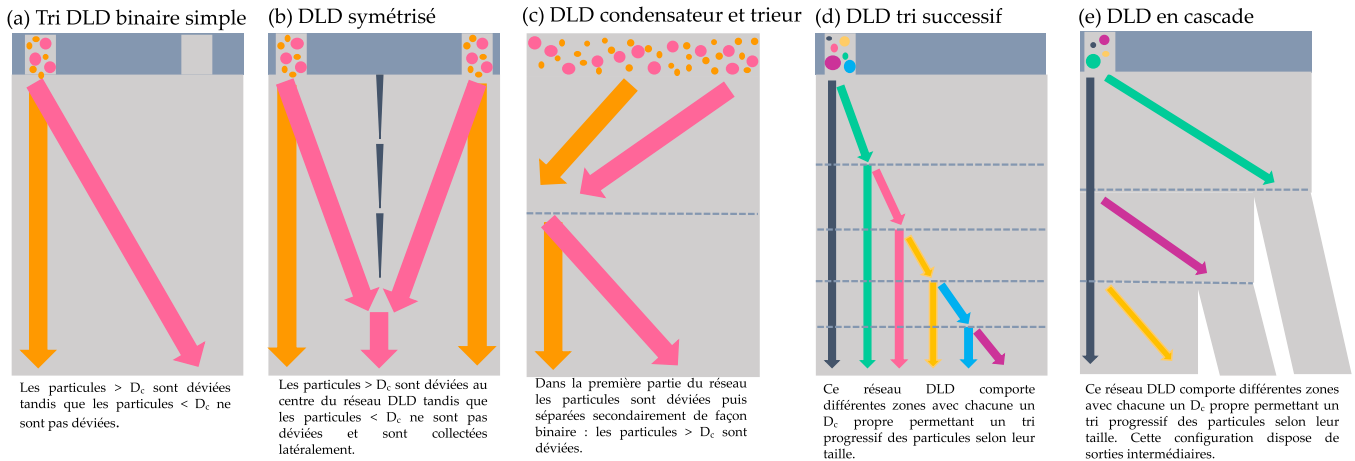 (a) Tri DLD binaire simple
Les particules > Dc sont déviées
tandis que les particules < Dc ne
sont pas déviées.
(b) DLD symétrisé
Les particules > Dc sont déviées au
centre du réseau DLD tandis que
les particules < Dc ne sont pas
déviées et sont collectées
latéralement.
(c) DLD condensateur et trieur
Dans la première partie du réseau
les particules sont déviées puis
séparées secondairement de façon
binaire : les particules > Dc sont
déviées.
(d) DLD tri successif
Ce réseau DLD comporte
différentes zones avec chacune un
Dc propre permettant un tri
progressif des particules selon leur
taille.
(e) DLD en cascade
Ce réseau DLD comporte différentes zones
avec chacun un Dc propre permettant un
tri progressif des particules selon leur
taille. Cette configuration dispose de
sorties intermédiaires.